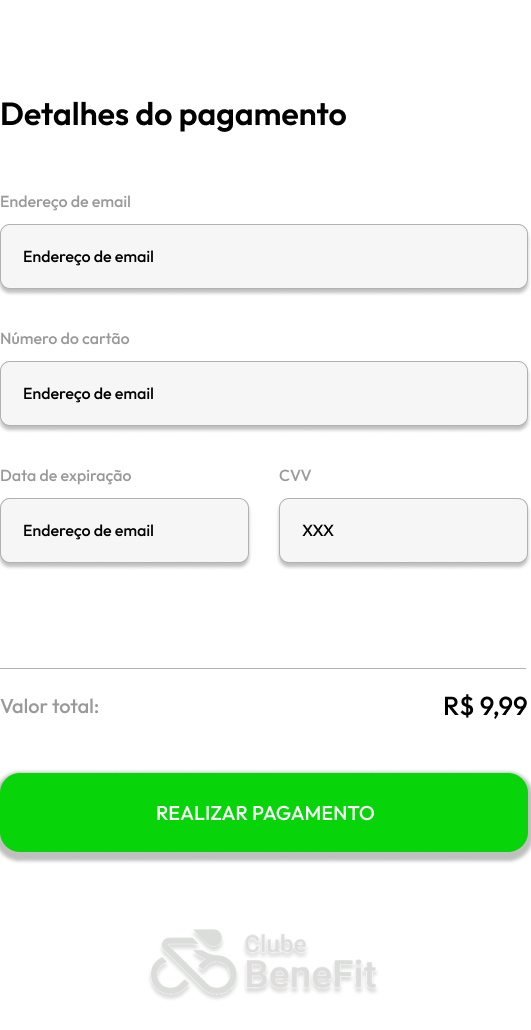 Detalhes do pagamento
Endereço de email
Endereço de email
Número do cartão
Endereço de email
Data de expiração
CVV
Endereço de email
XXX
Valor total:
R$ 9,99
REALIZAR PAGAMENTO
Clube
BeneFit